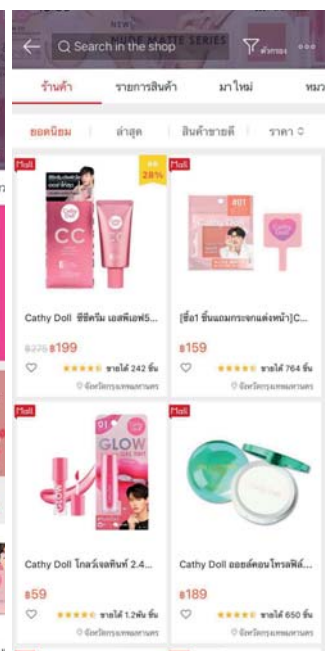 NEW
NUDE MATTE SERIES
Search in the shop
ตัวกรอง
ร้านค้า
รายการสินค้า
มาใหม่
หมว
ยอดนิยม
ล่าสุด
สินค้าขายดี
ราคา
Mall
28%
CC
Cathy Doll ซีซีครีม เอสพีเอฟ5...
฿275 ฿199
ขายได้ 242 ชิ้น
จังหวัดกรุงเทพมหานคร
Mall
#01
Cathy Doll
[ซื้อ1 ชิ้นแถมกระจกแต่งหน้า]C...
฿159
ขายได้ 764 ชิ้น
จังหวัดกรุงเทพมหานคร
Mall
01
GLOW
GEL TINT
Cathy Doll โกลว์เจลทินท์ 2.4...
฿59
ขายได้ 1.2พัน ชิ้น
จังหวัดกรุงเทพมหานคร
Mall
Cathy Doll ออยล์คอนโทรลฟิล์...
฿189
ขายได้ 650 ชิ้น
จังหวัดกรุงเทพมหานคร